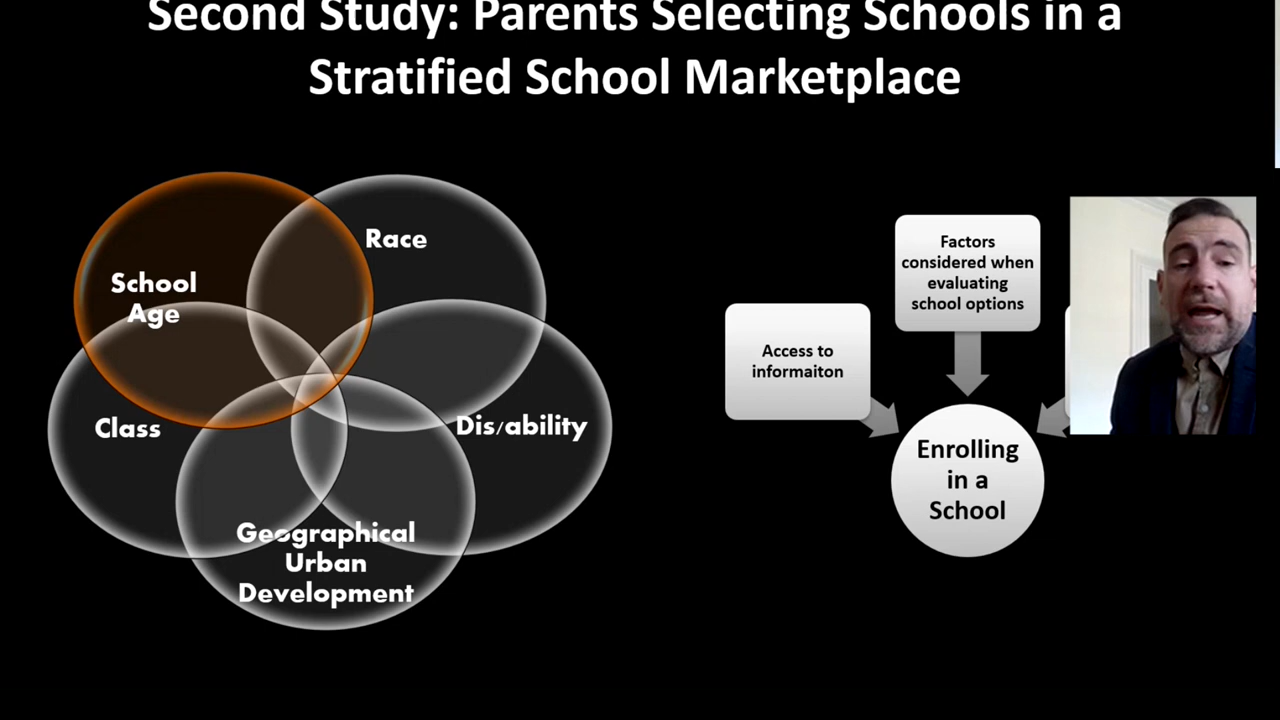 Second Study: Parents Selecting Schools in a
Stratified School Marketplace
School
Age
Race
Class
Dis/ability
Geographical
Urban
Development
Factors
considered when
evaluating
school options
Access to
informaiton
Enrolling
in a
School